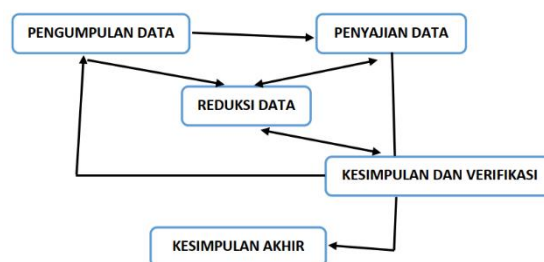 PENGUMPULAN DATA
PENYAJIAN DATA
REDUKSI DATA
KESIMPULAN DAN VERIFIKASI
KESIMPULAN AKHIR